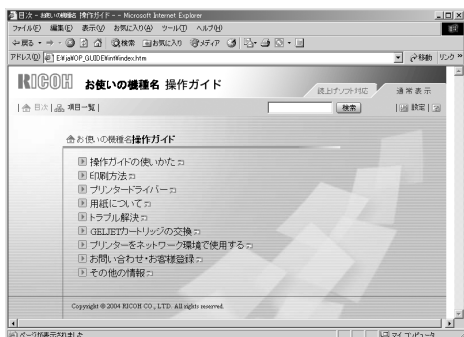 目次 - お使いの機種名 操作ガイド - - Microsoft Internet Explorer
ファイル(F) 編集(E) 表示(V) お気に入り(A) ツール(T) ヘルプ(H)
戻る 検索 お気に入り メディア
アドレス(D) 移動 リンク »
RICOH お使いの機種名 操作ガイド
読上げソフト対応 通常表示
目次 項目一覧 検索 設定
お使いの機種名操作ガイド
操作ガイドの使いかた
印刷方法
プリンタードライバー
用紙について
トラブル解決
GELJETカートリッジの交換
プリンターをネットワーク環境で使用する
お問い合わせ・お客様登録
その他の情報
Copyright © 2004 RICOH CO., LTD. All rights reserved.
ページが表示されました マイ コンピュータ